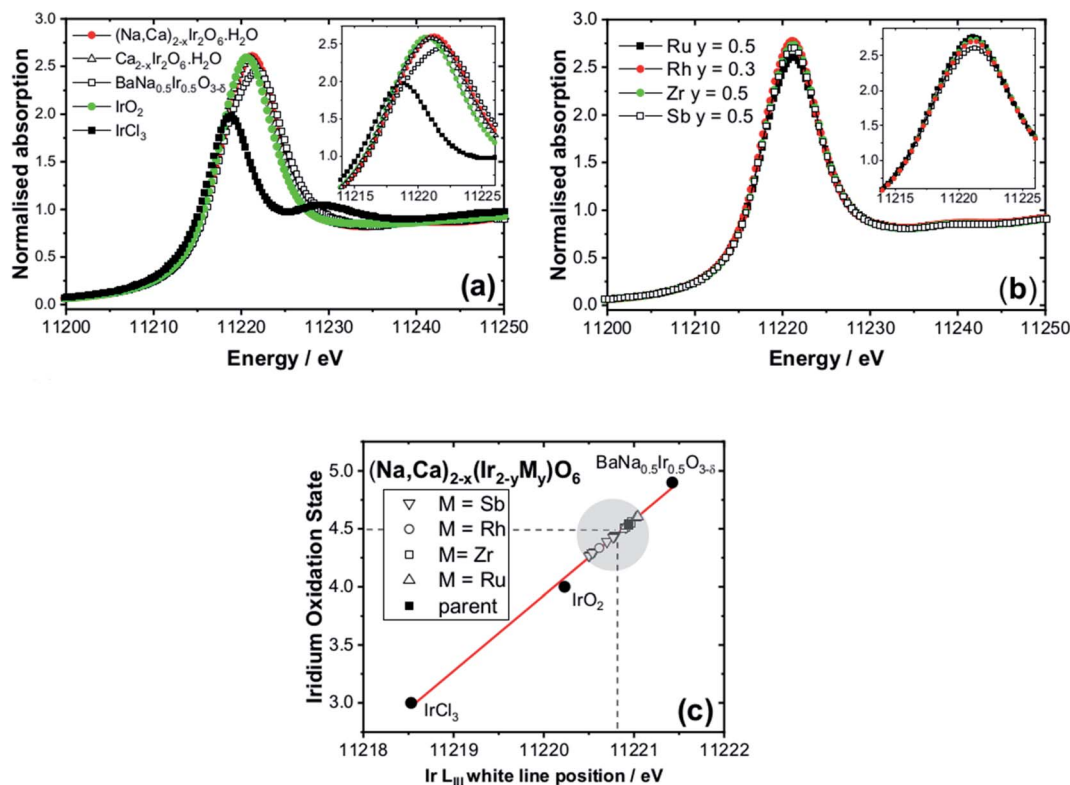 (Na,Ca)2-xIr2O6.H2O
Ca2-xIr2O6.H2O
BaNa0.5Ir0.5O3-δ
IrO2
IrCl3
Normalised absorption
3.0
2.5
2.0
1.5
1.0
0.5
0.0
2.5
2.0
1.5
1.0
11215 11218 11221 11225
(a)
11200 11210 11220 11230 11240 11250
Energy / eV
Ru y = 0.5
Rh y = 0.3
Zr y = 0.5
Sb y = 0.5
Normalised absorption
3.0
2.5
2.0
1.5
1.0
0.5
0.0
2.5
2.0
1.5
1.0
11215 11218 11221 11225
(b)
11200 11210 11220 11230 11240 11250
Energy / eV
(Na,Ca)2-x(Ir2-yMy)O6
BaNa0.5Ir0.5O3-δ
M = Sb
M = Rh
M= Zr
M = Ru
parent
IrO2
IrCl3
Iridium Oxidation State
5.0
4.5
4.0
3.5
3.0
(c)
11218 11219 11220 11221 11222
Ir LIII white line position / eV